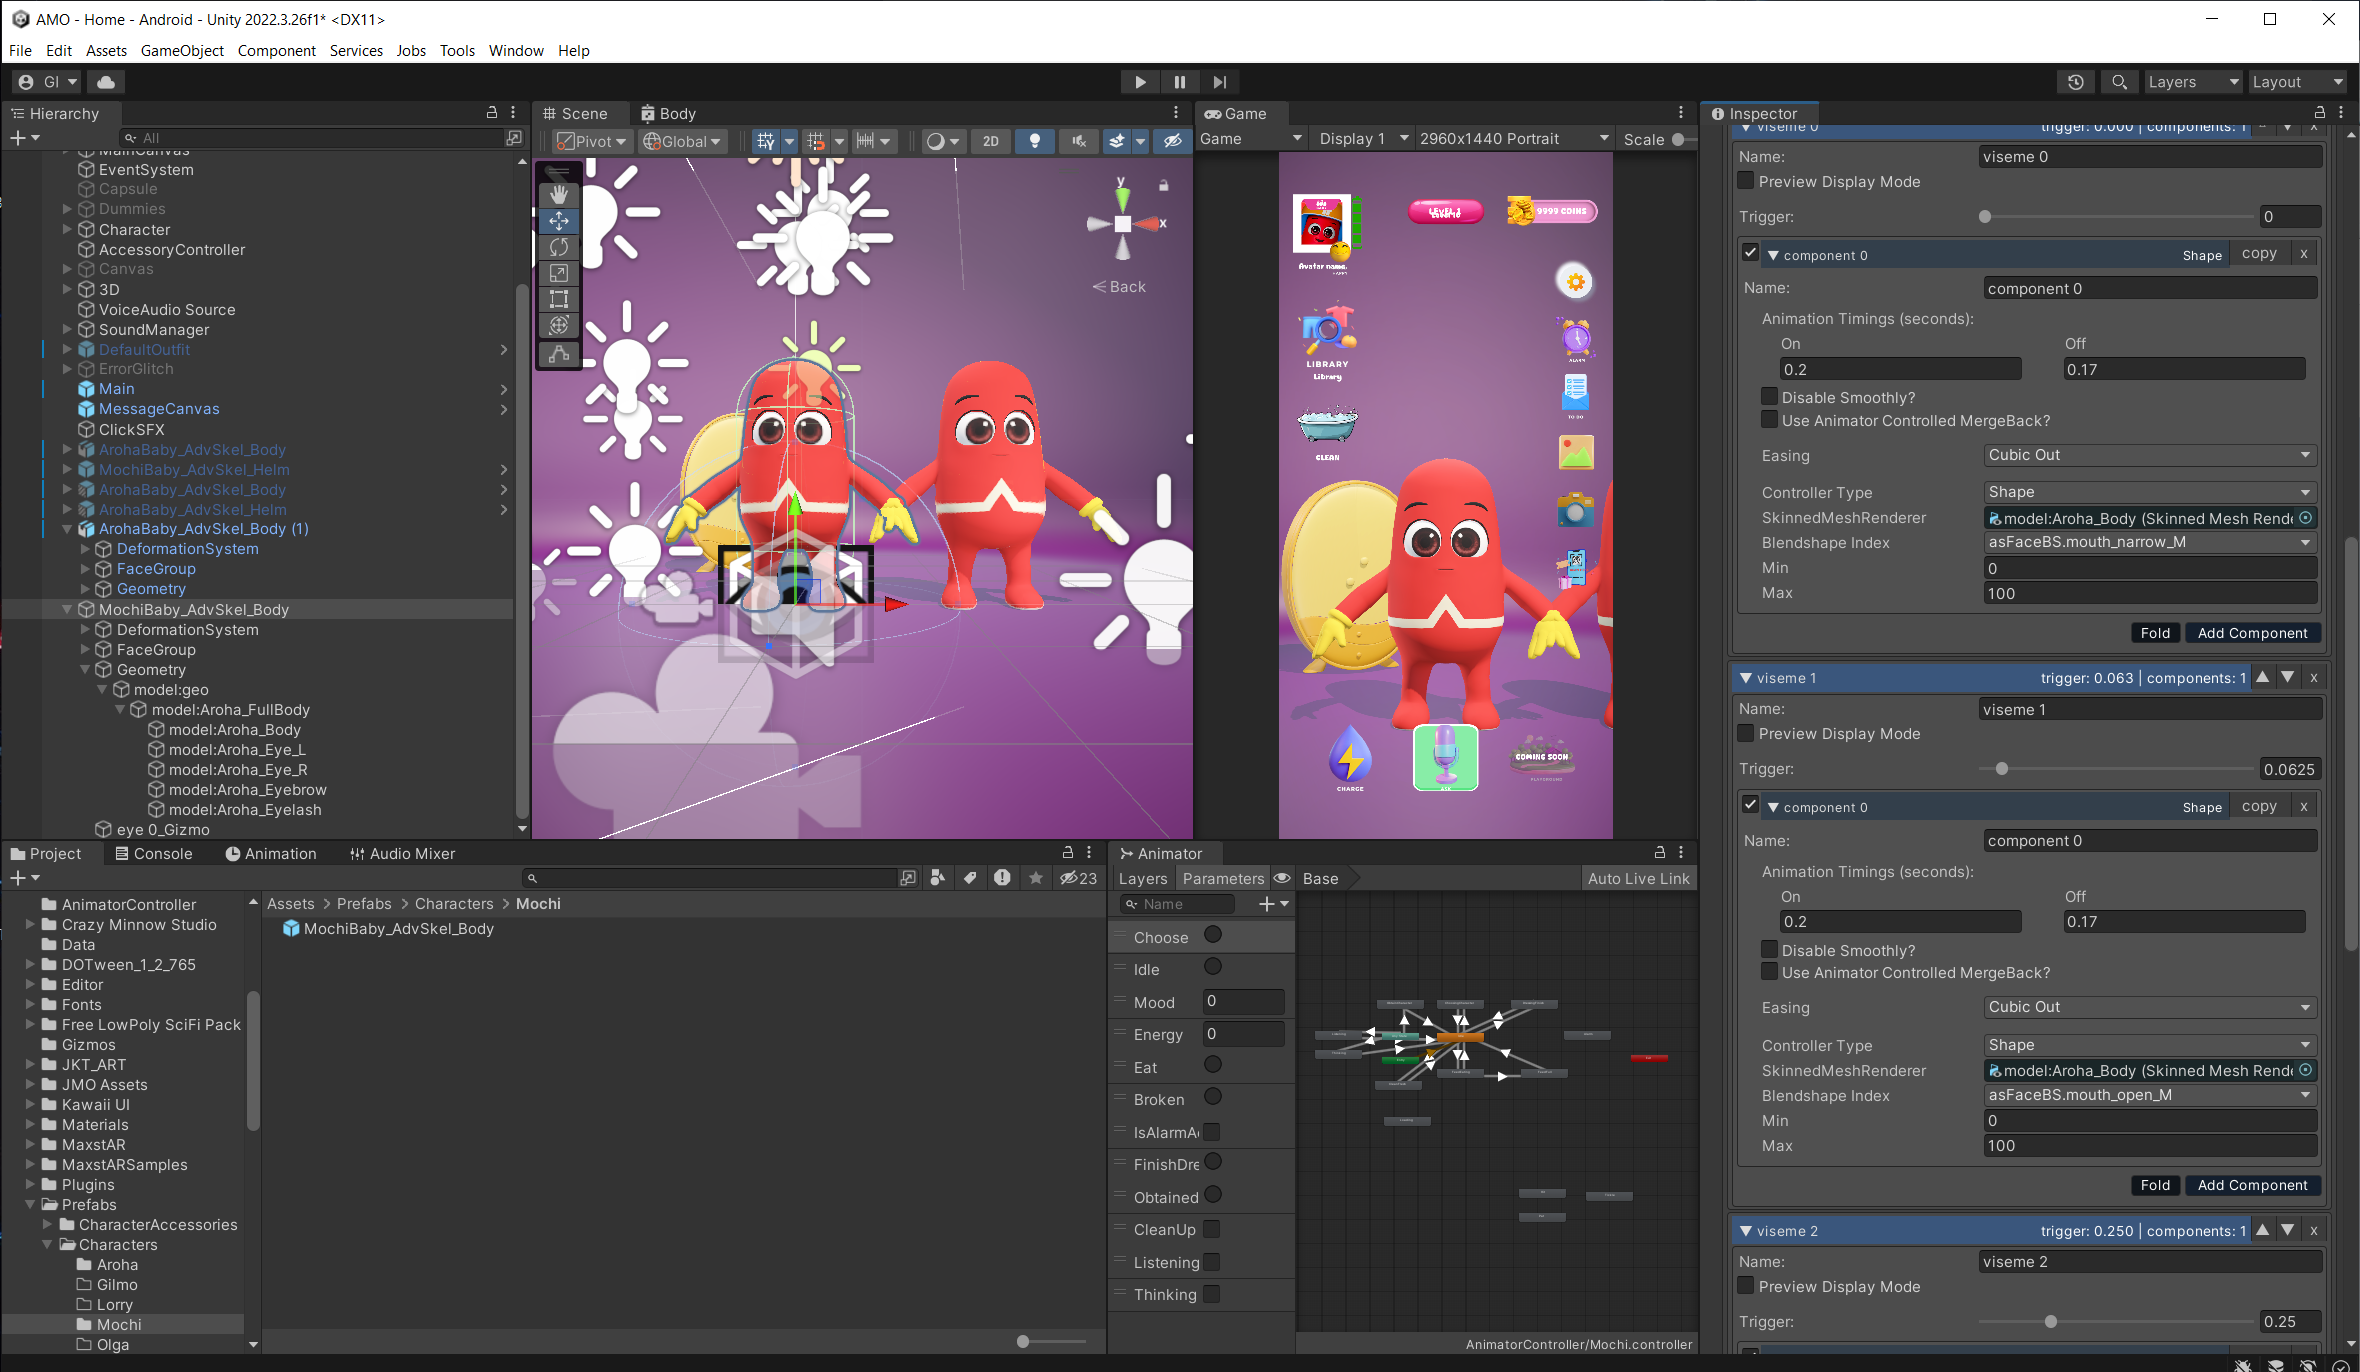 AMO - Home - Android - Unity 2022.3.26f1* <DX11>
File Edit Assets GameObject Component Services Jobs Tools Window Help
GI
Layers Layout
Hierarchy
All
MainCanvas
EventSystem
Capsule
Dummies
Character
AccessoryController
Canvas
3D
VoiceAudio Source
SoundManager
DefaultOutfit
ErrorGlitch
Main
MessageCanvas
ClickSFX
ArohaBaby_AdvSkel_Body
MochiBaby_AdvSkel_Helm
ArohaBaby_AdvSkel_Body
ArohaBaby_AdvSkel_Helm
ArohaBaby_AdvSkel_Body (1)
DeformationSystem
FaceGroup
Geometry
MochiBaby_AdvSkel_Body
DeformationSystem
FaceGroup
Geometry
model:geo
model:Aroha_FullBody
model:Aroha_Body
model:Aroha_Eye_L
model:Aroha_Eye_R
model:Aroha_Eyebrow
model:Aroha_Eyelash
eye 0_Gizmo
Scene Body
Pivot Global 2D
y
x
Back
Game
Game Display 1 2960x1440 Portrait Scale
LEVEL 1
9999 COINS
Avatar name.
HAPPY
LIBRARY
Library
CLEAN
ALARM
TO DO
CHARGE
COMING SOON
PLAYGROUND
Project Console Animation Audio Mixer
23
AnimatorController
Crazy Minnow Studio
Data
DOTween_1_2_765
Editor
Fonts
Free LowPoly SciFi Pack
Gizmos
JKT_ART
JMO Assets
Kawaii UI
Materials
MaxstAR
MaxstARSamples
Plugins
Prefabs
CharacterAccessories
Characters
Aroha
Gilmo
Lorry
Mochi
Olga
Assets > Prefabs > Characters > Mochi
MochiBaby_AdvSkel_Body
Animator
Layers Parameters Base Auto Live Link
Name
Choose
Idle
Mood 0
Energy 0
Eat
Broken
IsAlarmA
FinishDre
Obtained
CleanUp
Listening
Thinking
AnimatorController/Mochi.controller
Inspector
viseme 0 trigger: 0.000 | components: 1 x
Name: viseme 0
Preview Display Mode
Trigger: 0
component 0 Shape copy x
Name: component 0
Animation Timings (seconds):
On Off
0.2 0.17
Disable Smoothly?
Use Animator Controlled MergeBack?
Easing Cubic Out
Controller Type Shape
SkinnedMeshRenderer model:Aroha_Body (Skinned Mesh Rende
Blendshape Index asFaceBS.mouth_narrow_M
Min 0
Max 100
Fold Add Component
viseme 1 trigger: 0.063 | components: 1 x
Name: viseme 1
Preview Display Mode
Trigger: 0.0625
component 0 Shape copy x
Name: component 0
Animation Timings (seconds):
On Off
0.2 0.17
Disable Smoothly?
Use Animator Controlled MergeBack?
Easing Cubic Out
Controller Type Shape
SkinnedMeshRenderer model:Aroha_Body (Skinned Mesh Rende
Blendshape Index asFaceBS.mouth_open_M
Min 0
Max 100
Fold Add Component
viseme 2 trigger: 0.250 | components: 1 x
Name: viseme 2
Preview Display Mode
Trigger: 0.25